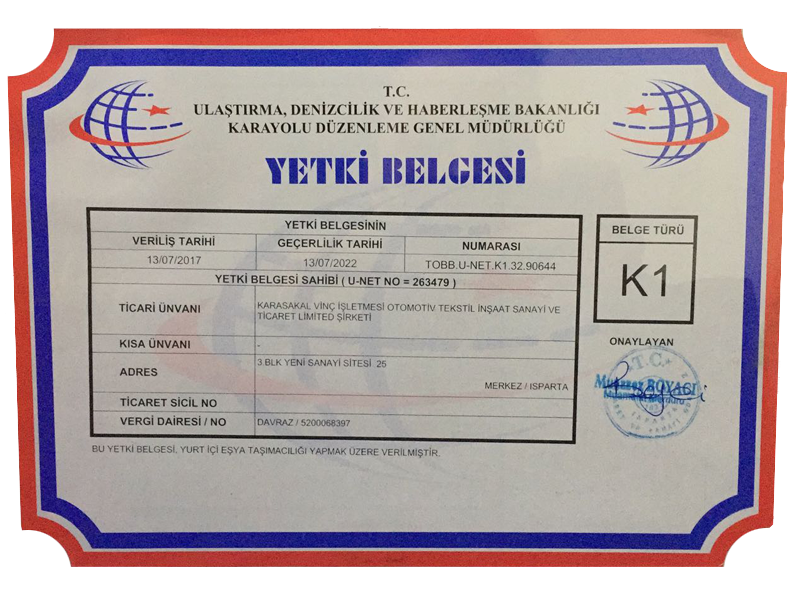 T.C.
ULAŞTIRMA, DENİZCİLİK VE HABERLEŞME BAKANLIĞI
KARAYOLU DÜZENLEME GENEL MÜDÜRLÜĞÜ
YETKİ BELGESİ
YETKİ BELGESİNİN
VERİLİŞ TARİHİ GEÇERLİLİK TARİHİ NUMARASI
13/07/2017 13/07/2022 TOBB.U-NET.K1.32.90644
YETKİ BELGESİ SAHİBİ ( U-NET NO = 263479 )
TİCARİ ÜNVANI KARASAKAL VİNÇ İŞLETMESİ OTOMOTİV TEKSTİL İNŞAAT SANAYİ VE
TİCARET LİMİTED ŞİRKETİ
KISA ÜNVANI -
ADRES 3.BLK YENİ SANAYİ SİTESİ 25
MERKEZ / ISPARTA
TİCARET SİCİL NO
VERGİ DAİRESİ / NO DAVRAZ / 5200068397
BU YETKİ BELGESİ, YURT İÇİ EŞYA TAŞIMACILIĞI YAPMAK ÜZERE VERİLMİŞTİR.
BELGE TÜRÜ
K1
ONAYLAYAN
T.C.
BOYACI